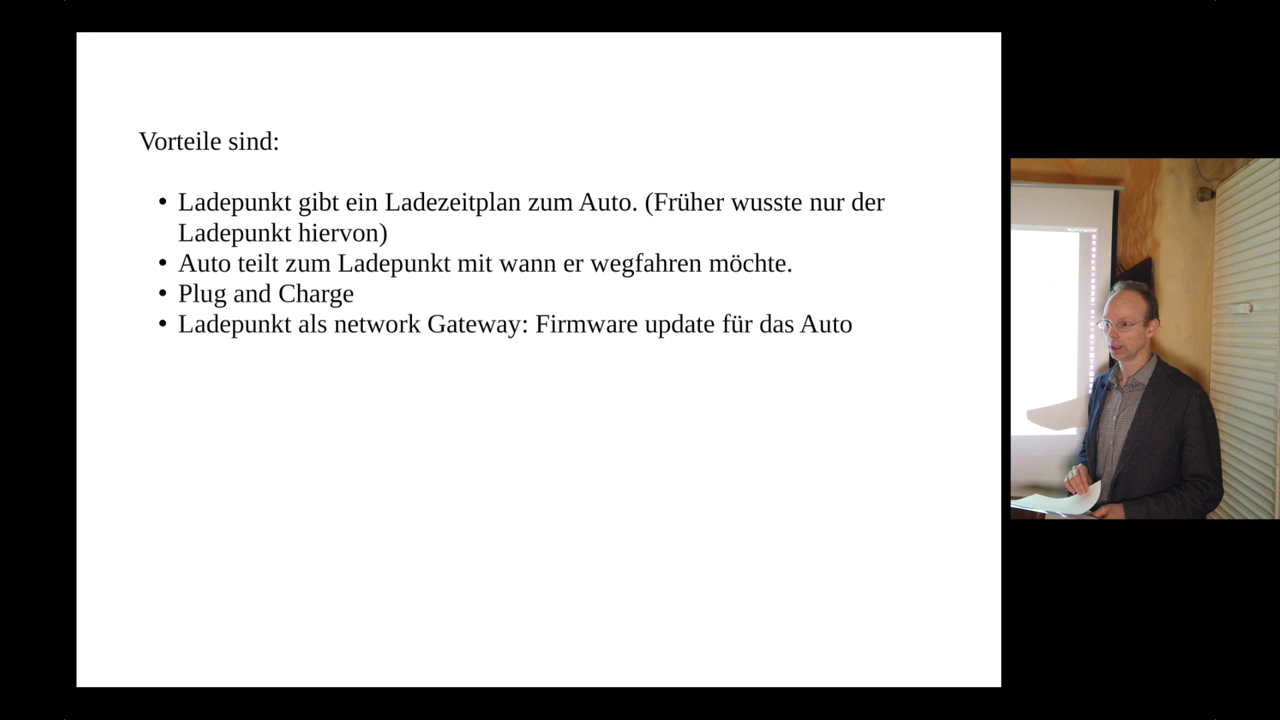 Vorteile sind:
• Ladepunkt gibt ein Ladezeitplan zum Auto. (Früher wusste nur der
Ladepunkt hiervon)
• Auto teilt zum Ladepunkt mit wann er wegfahren möchte.
• Plug and Charge
• Ladepunkt als network Gateway: Firmware update für das Auto